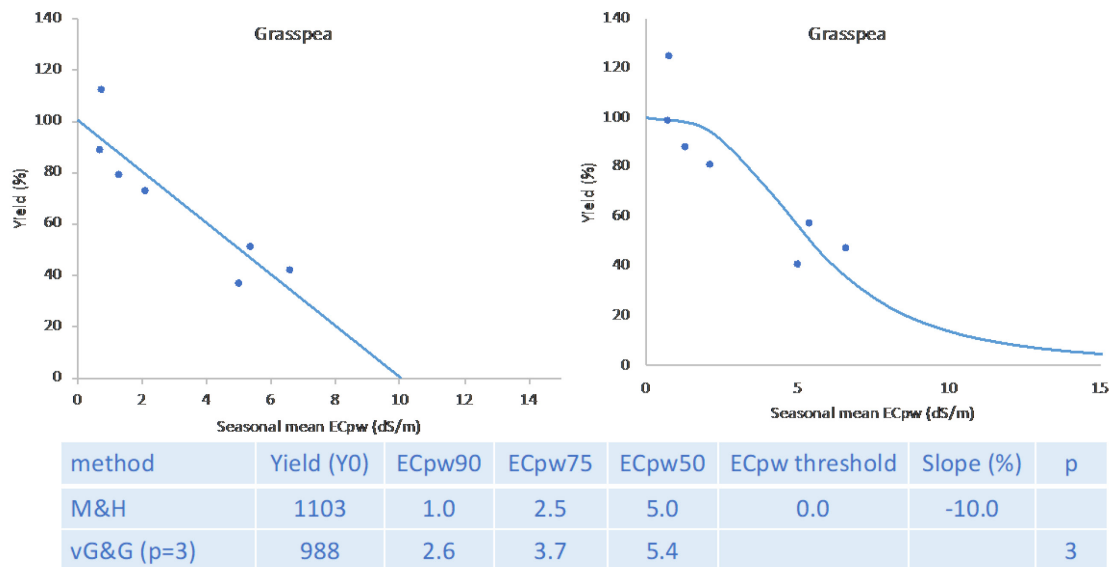 Grasspea
140
120
100
80
60
40
20
0
Yield (%)
0 2 4 6 8 10 12 14
Seasonal mean ECpw (dS/m)
Grasspea
140
120
100
80
60
40
20
0
Yield (%)
0 5 10 15
Seasonal mean ECpw (dS/m)
method Yield (Y0) ECpw90 ECpw75 ECpw50 ECpw threshold Slope (%) p
M&H 1103 1.0 2.5 5.0 0.0 -10.0
vG&G (p=3) 988 2.6 3.7 5.4 3